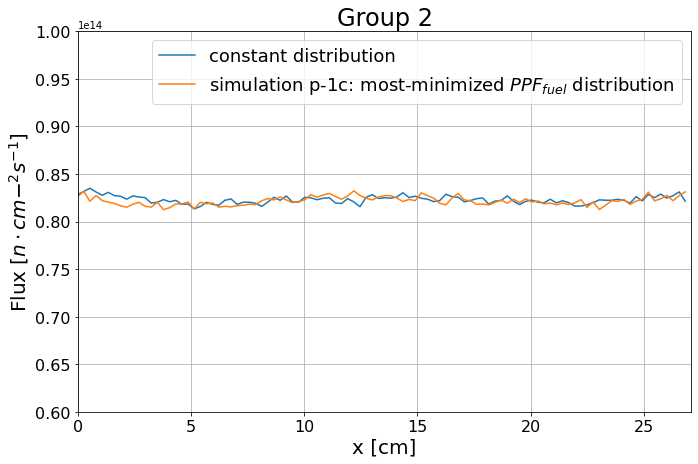 Group 2
1e14
1.00
0.95
0.90
0.85
0.80
0.75
0.70
0.65
0.60
Flux [n · cm−²s⁻¹]
constant distribution
simulation p-1c: most-minimized PPF_fuel distribution
0 5 10 15 20 25
x [cm]